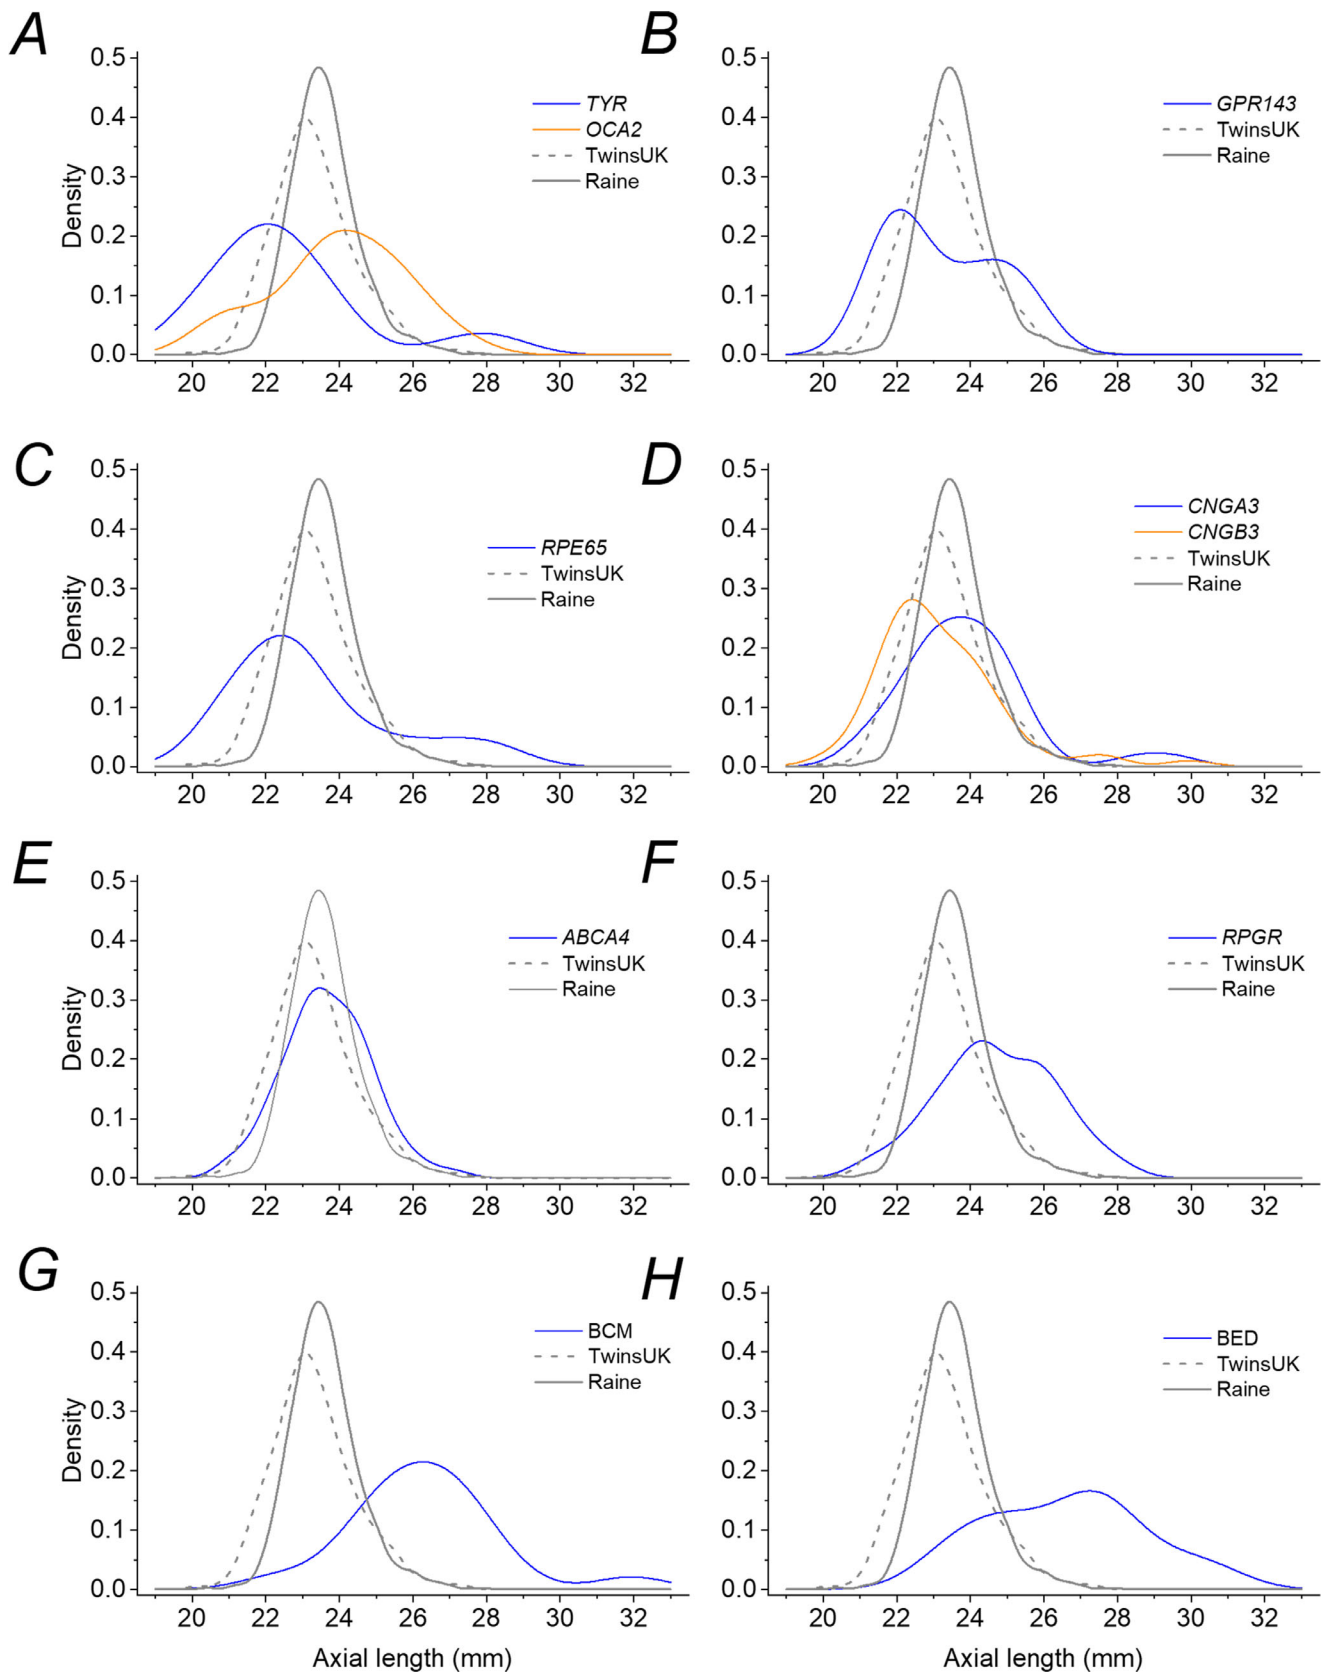 A
0.5
0.4
0.3
0.2
0.1
0.0
Density
TYR
OCA2
TwinsUK
Raine
20 22 24 26 28 30 32
B
0.5
0.4
0.3
0.2
0.1
0.0
GPR143
TwinsUK
Raine
20 22 24 26 28 30 32
C
0.5
0.4
0.3
0.2
0.1
0.0
Density
RPE65
TwinsUK
Raine
20 22 24 26 28 30 32
D
0.5
0.4
0.3
0.2
0.1
0.0
CNGA3
CNGB3
TwinsUK
Raine
20 22 24 26 28 30 32
E
0.5
0.4
0.3
0.2
0.1
0.0
Density
ABCA4
TwinsUK
Raine
20 22 24 26 28 30 32
F
0.5
0.4
0.3
0.2
0.1
0.0
RPGR
TwinsUK
Raine
20 22 24 26 28 30 32
G
0.5
0.4
0.3
0.2
0.1
0.0
Density
BCM
TwinsUK
Raine
20 22 24 26 28 30 32
Axial length (mm)
H
0.5
0.4
0.3
0.2
0.1
0.0
BED
TwinsUK
Raine
20 22 24 26 28 30 32
Axial length (mm)